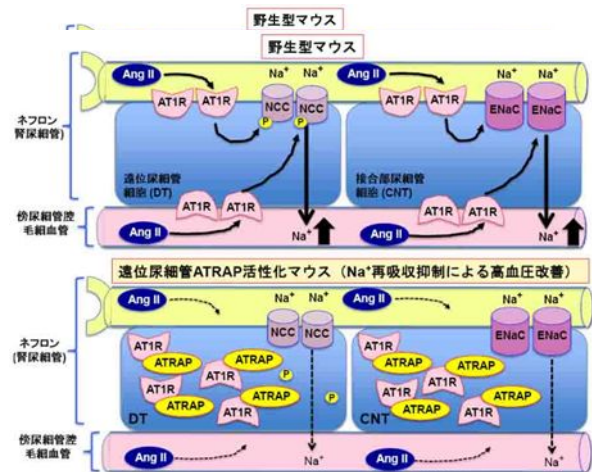 野生型マウス
野生型マウス
Ang II
AT1R AT1R
Na⁺ Na⁺
NCC NCC
P P
Ang II
AT1R AT1R
Na⁺ Na⁺
ENaC ENaC
ネフロン
腎尿細管)
遠位尿細管
細胞 (DT)
接合部尿細管
細胞 (CNT)
AT1R AT1R
AT1R AT1R
傍尿細管腔
毛細血管
Ang II
Na⁺
Ang II
Na⁺
遠位尿細管ATRAP活性化マウス(Na⁺再吸収抑制による高血圧改善)
Ang II
Na⁺ Na⁺
NCC NCC
Ang II
Na⁺ Na⁺
ENaC ENaC
ネフロン
(腎尿細管)
AT1R
ATRAP ATRAP
AT1R AT1R
P
ATRAP ATRAP
AT1R
P
DT
AT1R
ATRAP ATRAP
AT1R AT1R
ATRAP ATRAP
AT1R
CNT
傍尿細管腔
毛細血管
Ang II
Na⁺
Ang II
Na⁺